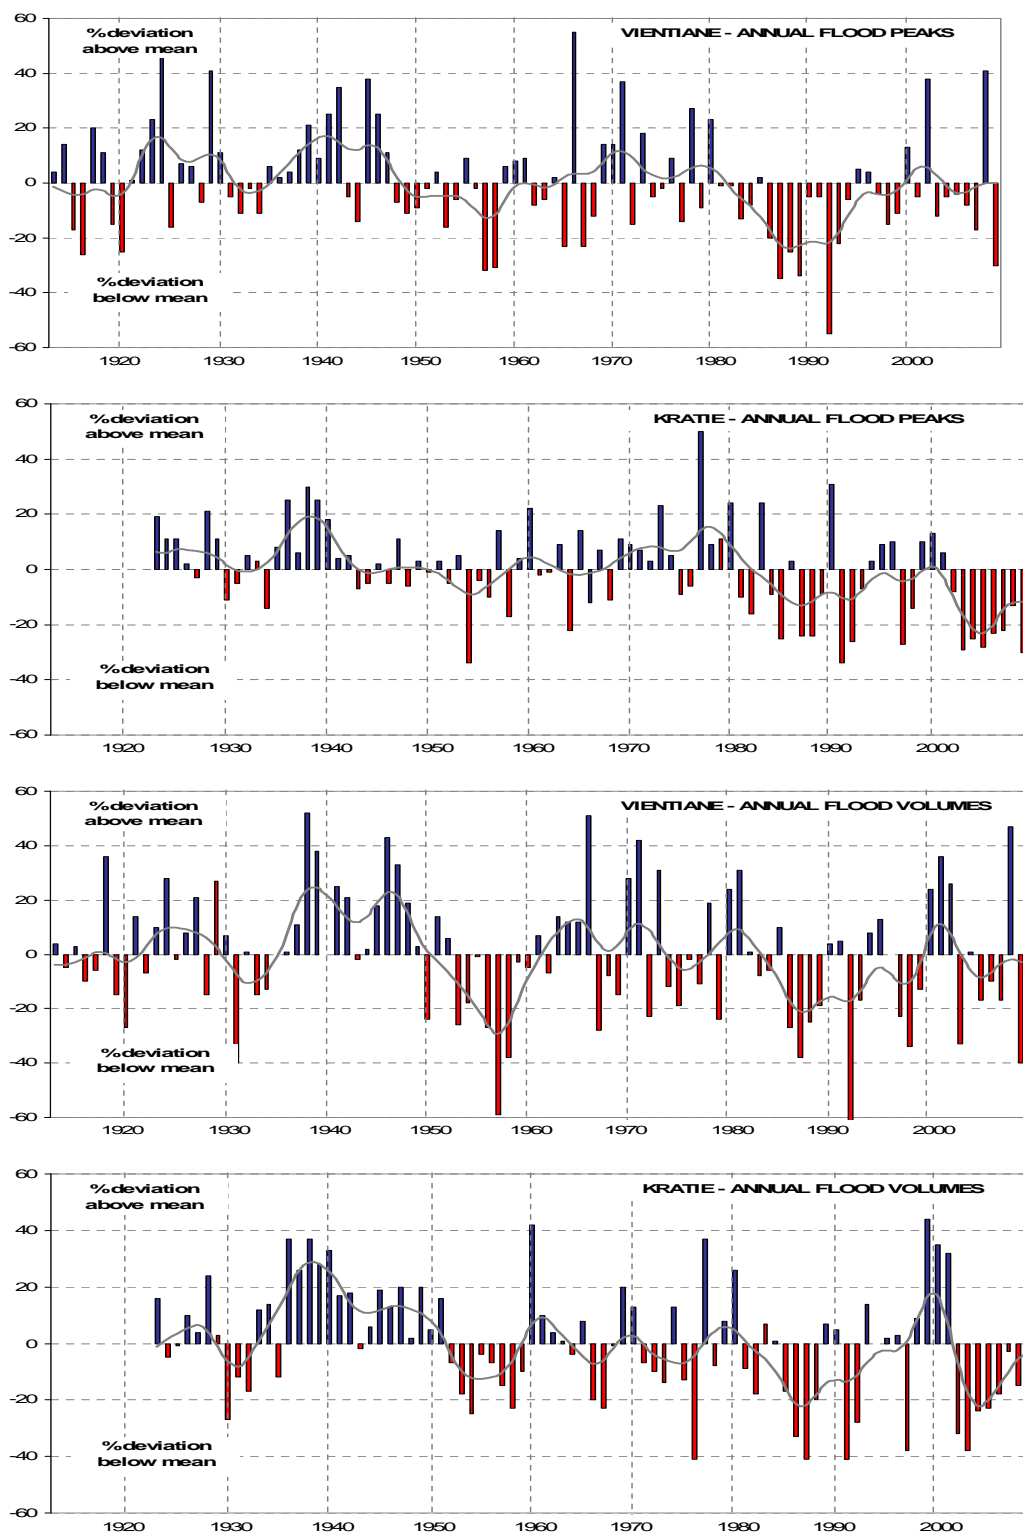 60
%deviation
above mean
VIENTIANE - ANNUAL FLOOD PEAKS
40
20
0
-20
%deviation
below mean
-40
-60
1920 1930 1940 1950 1960 1970 1980 1990 2000
60
%deviation
above mean
KRATIE - ANNUAL FLOOD PEAKS
40
20
0
-20
%deviation
below mean
-40
-60
1920 1930 1940 1950 1960 1970 1980 1990 2000
60
%deviation
above mean
VIENTIANE - ANNUAL FLOOD VOLUMES
40
20
0
-20
%deviation
below mean
-40
-60
1920 1930 1940 1950 1960 1970 1980 1990 2000
60
%deviation
above mean
KRATIE - ANNUAL FLOOD VOLUMES
40
20
0
-20
%deviation
below mean
-40
-60
1920 1930 1940 1950 1960 1970 1980 1990 2000